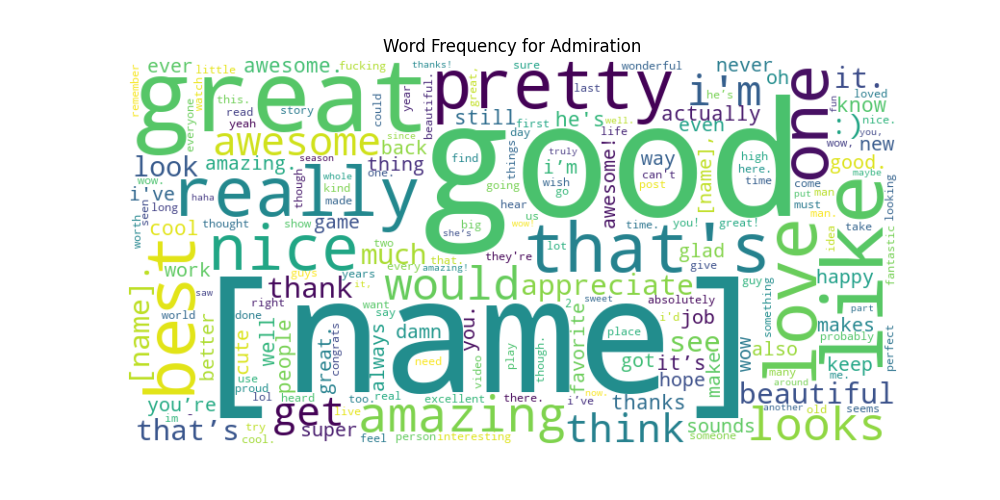 Word Frequency for Admiration
remember ever little awesome. fucking thanks! sure wonderful never oh it.
great watch this. story could year beautiful. great. pretty last i'm he's one fun loved
everyone read yeah since still first well. he's actually :) know nice.
awesome back day life even you, new
look amazing. thing find things truly i'm way high here. time wow, good.
wow. season one. good awesome! can't [name], come maybe
i've haha really though whole kind made going wish go post. put man looking
seen long hear us must man. like
worth thought show game big wow! time. you! great! idea take
cool nice two much she's that's lot glad love fantastic
best work guys years every that. amazing! they're give guy happy
[name] saw thank it, would appreciate sweet absolutely something part
world right want 2 i'd job makes probably
better done say damn you. favorite place see wow also keep perfect
cute well people great. congrats always [name] need video play though. got it's make many me.
use proud around
lol heard too. real excellent there. i've now. hope thanks beautiful
you're get live amazing another old seems
im try super think sounds looks
that's cool. feel person interesting someone